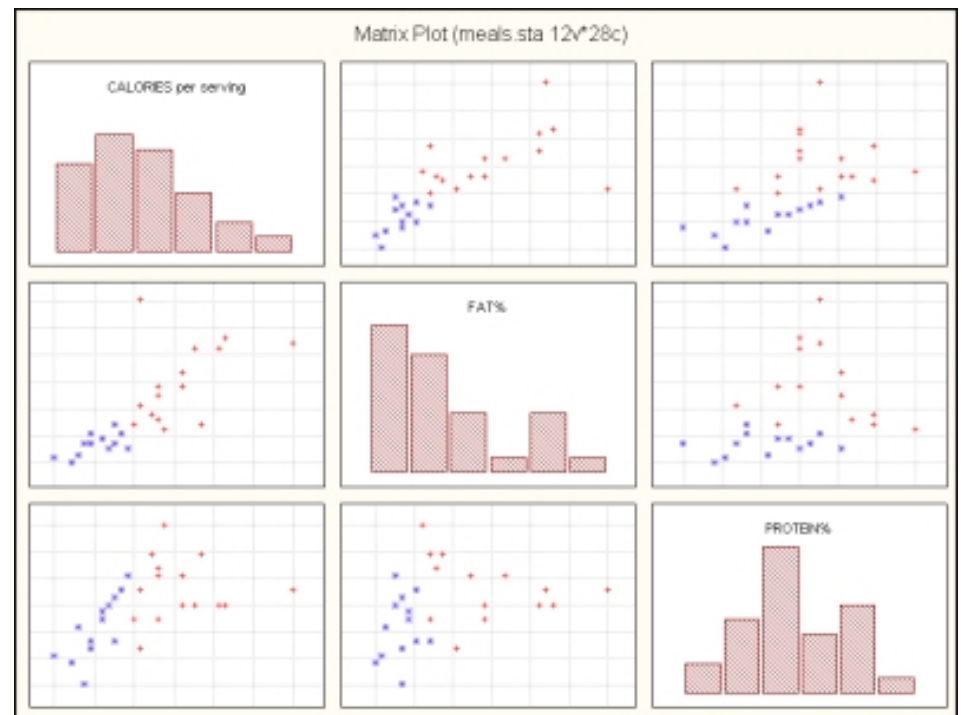 Matrix Plot (meals.sta 12v*28c)
CALORIES per serving
FAT%
PROTEIN%